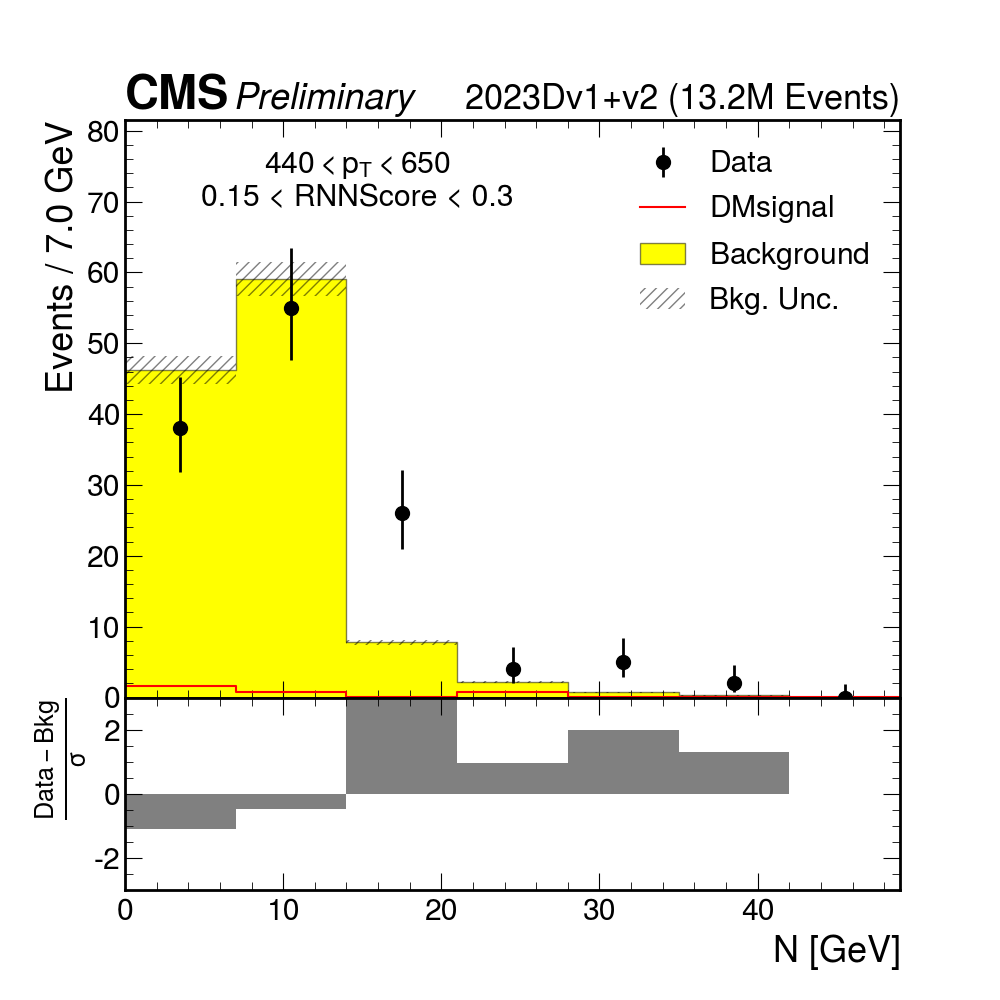 CMS Preliminary 2023Dv1+v2 (13.2M Events)
Events / 7.0 GeV
80
70
60
50
40
30
20
10
0
440 < pT < 650
0.15 < RNNScore < 0.3
Data
DMsignal
Background
Bkg. Unc.
Data − Bkg
σ
2
0
-2
0 10 20 30 40
N [GeV]